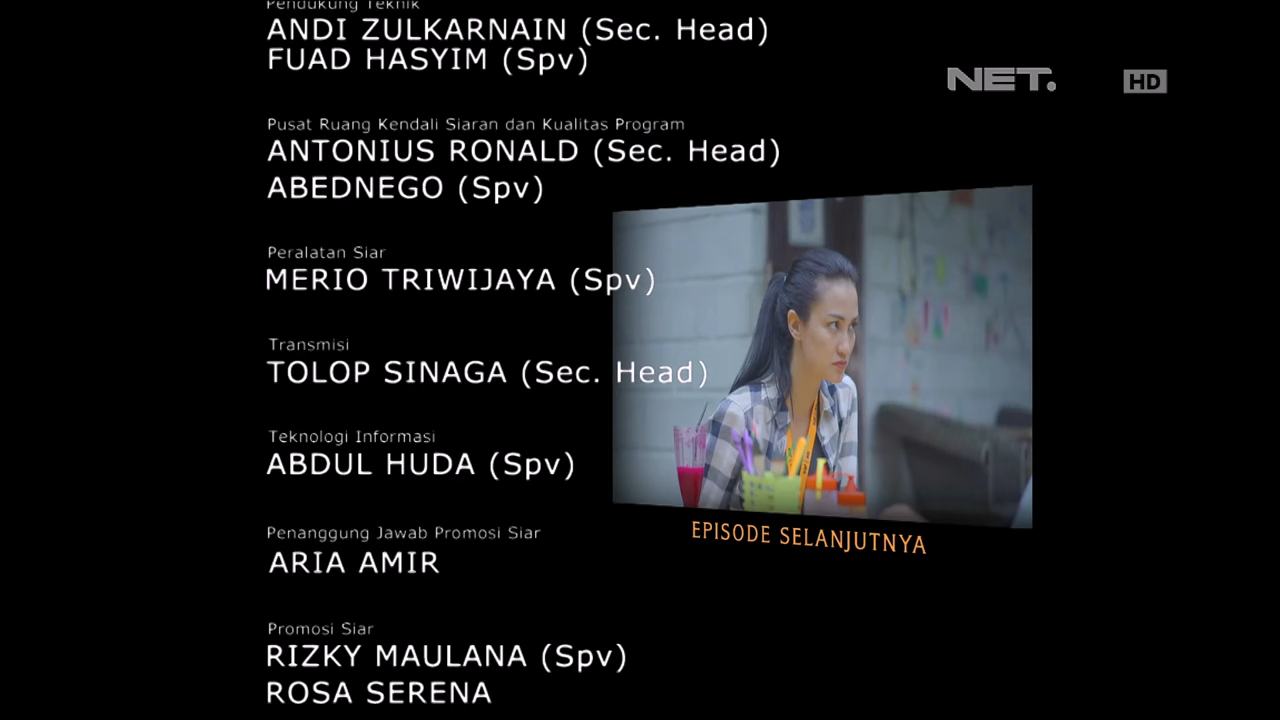 Pendukung Teknik
ANDI ZULKARNAIN (Sec. Head)
FUAD HASYIM (Spv)
NET.
HD
Pusat Ruang Kendali Siaran dan Kualitas Program
ANTONIUS RONALD (Sec. Head)
ABEDNEGO (Spv)
Peralatan Siar
MERIO TRIWIJAYA (Spv)
Transmisi
TOLOP SINAGA (Sec. Head)
Teknologi Informasi
ABDUL HUDA (Spv)
EPISODE SELANJUTNYA
Penanggung Jawab Promosi Siar
ARIA AMIR
Promosi Siar
RIZKY MAULANA (Spv)
ROSA SERENA